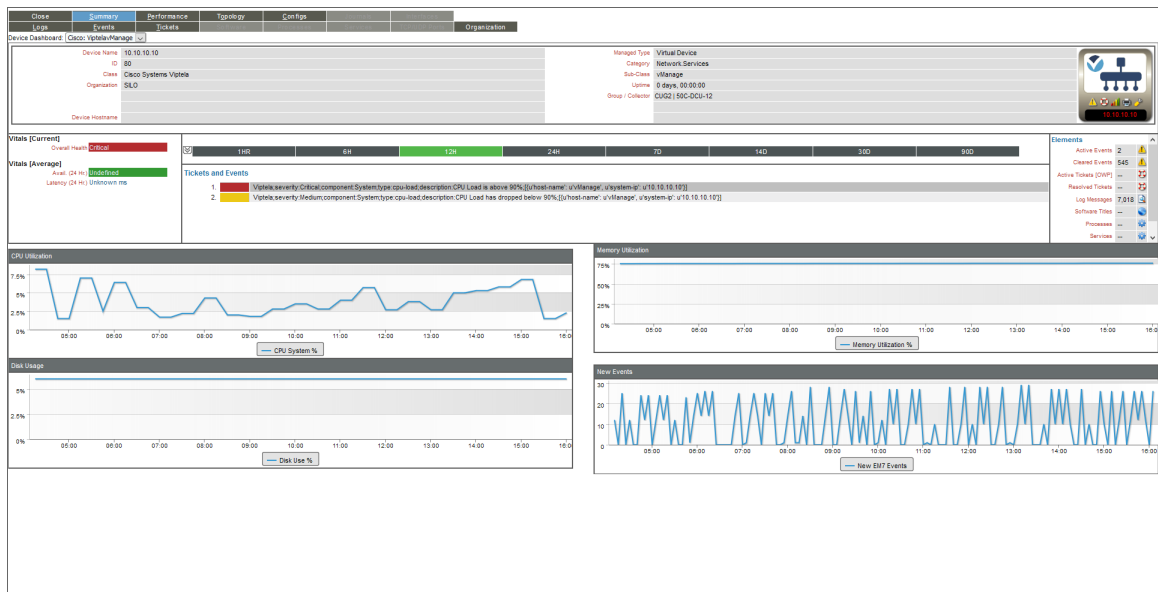 Close Summary Performance Topology Configs
Logs Events Tickets Organization
Device Dashboard: Cisco: ViptelavManage
Device Name 10.10.10.10 Managed Type Virtual Device
ID 80 Category Network.Services
Class Cisco Systems Viptela Sub-Class vManage
Organization SILO Uptime 0 days, 00:00:00
Group / Collector CUG2 | 50C-DCU-12
Device Hostname
10.10.10.10
Vitals [Current]
Overall Health Critical
Vitals [Average]
Avail. (24 Hr.) Undefined
Latency (24 Hr.) Unknown ms
1HR 6H 12H 24H 7D 14D 30D 90D
Tickets and Events
1. Viptela;severity:Critical;component:System;type:cpu-load;description:CPU Load is above 90%;[{u'host-name': u'vManage', u'system-ip': u'10.10.10.10'}]
2. Viptela;severity:Medium;component:System;type:cpu-load;description:CPU Load has dropped below 90%;[{u'host-name': u'vManage', u'system-ip': u'10.10.10.10'}]
Elements
Active Events 2
Cleared Events 545
Active Tickets [OWP] --
Resolved Tickets --
Log Messages 7,018
Software Titles --
Processes --
Services --
CPU Utilization
7.5%
5%
2.5%
0%
05:00 06:00 07:00 08:00 09:00 10:00 11:00 12:00 13:00 14:00 15:00 16:00
CPU System %
Memory Utilization
75%
50%
25%
0%
05:00 06:00 07:00 08:00 09:00 10:00 11:00 12:00 13:00 14:00 15:00 16:0
Memory Utilization %
Disk Usage
5%
2.5%
0%
05:00 06:00 07:00 08:00 09:00 10:00 11:00 12:00 13:00 14:00 15:00 16:00
Disk Use %
New Events
30
20
10
0
05:00 06:00 07:00 08:00 09:00 10:00 11:00 12:00 13:00 14:00 15:00 16:00
New EM7 Events